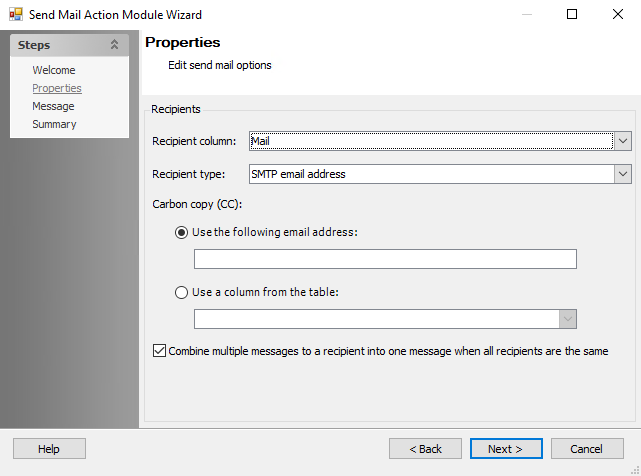 Send Mail Action Module Wizard
Steps
Welcome
Properties
Message
Summary
Properties
Edit send mail options
Recipients
Recipient column: Mail
Recipient type: SMTP email address
Carbon copy (CC):
Use the following email address:
Use a column from the table:
Combine multiple messages to a recipient into one message when all recipients are the same
Help < Back Next > Cancel